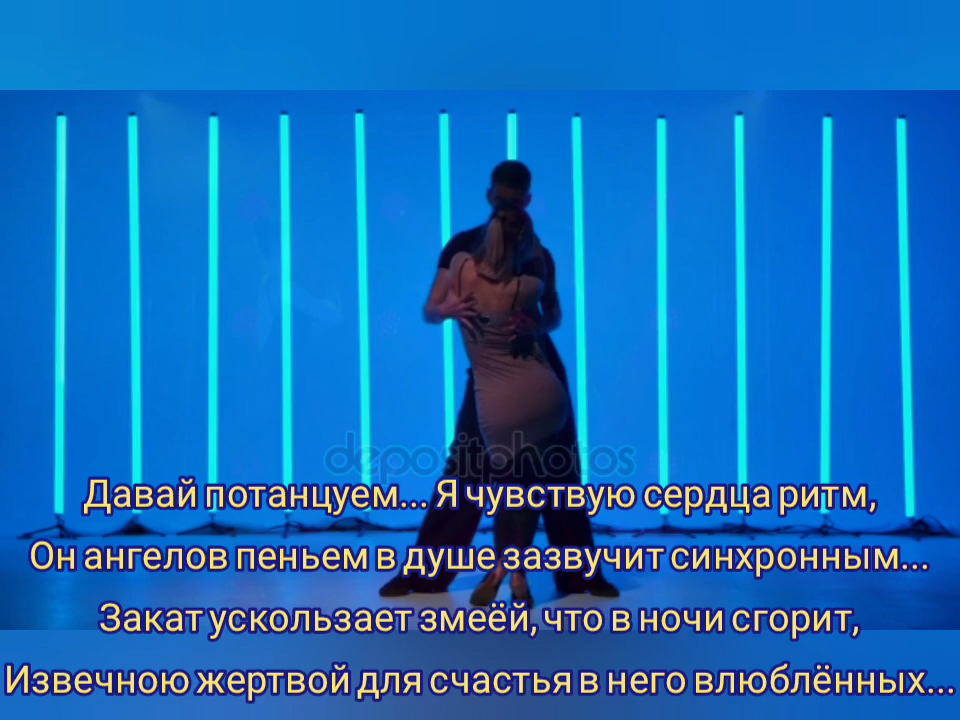 depositphotos
Давай потанцуем... Я чувствую сердца ритм,
Он ангелов пеньем в душе зазвучит синхронным...
Закат ускользает змеёй, что в ночи сгорит,
Извечною жертвой для счастья в него влюблённых...